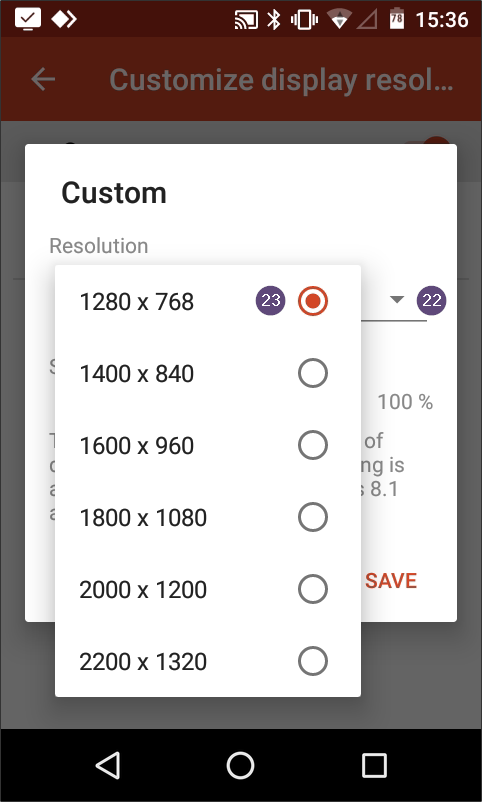 78 15:36
Customize display resol...
Custom
Resolution
1280 x 768 23 22
1400 x 840
100 %
1600 x 960
of
ng is
8.1
1800 x 1080
SAVE
2000 x 1200
2200 x 1320